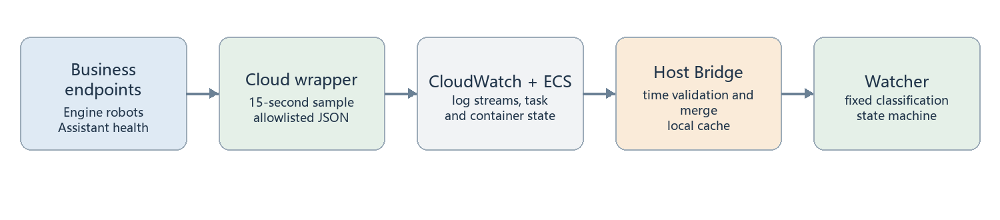 Business
endpoints
Engine robots
Assistant health
Cloud wrapper
15-second sample
allowlisted JSON
CloudWatch + ECS
log streams, task
and container state
Host Bridge
time validation and
merge
local cache
Watcher
fixed classification
state machine